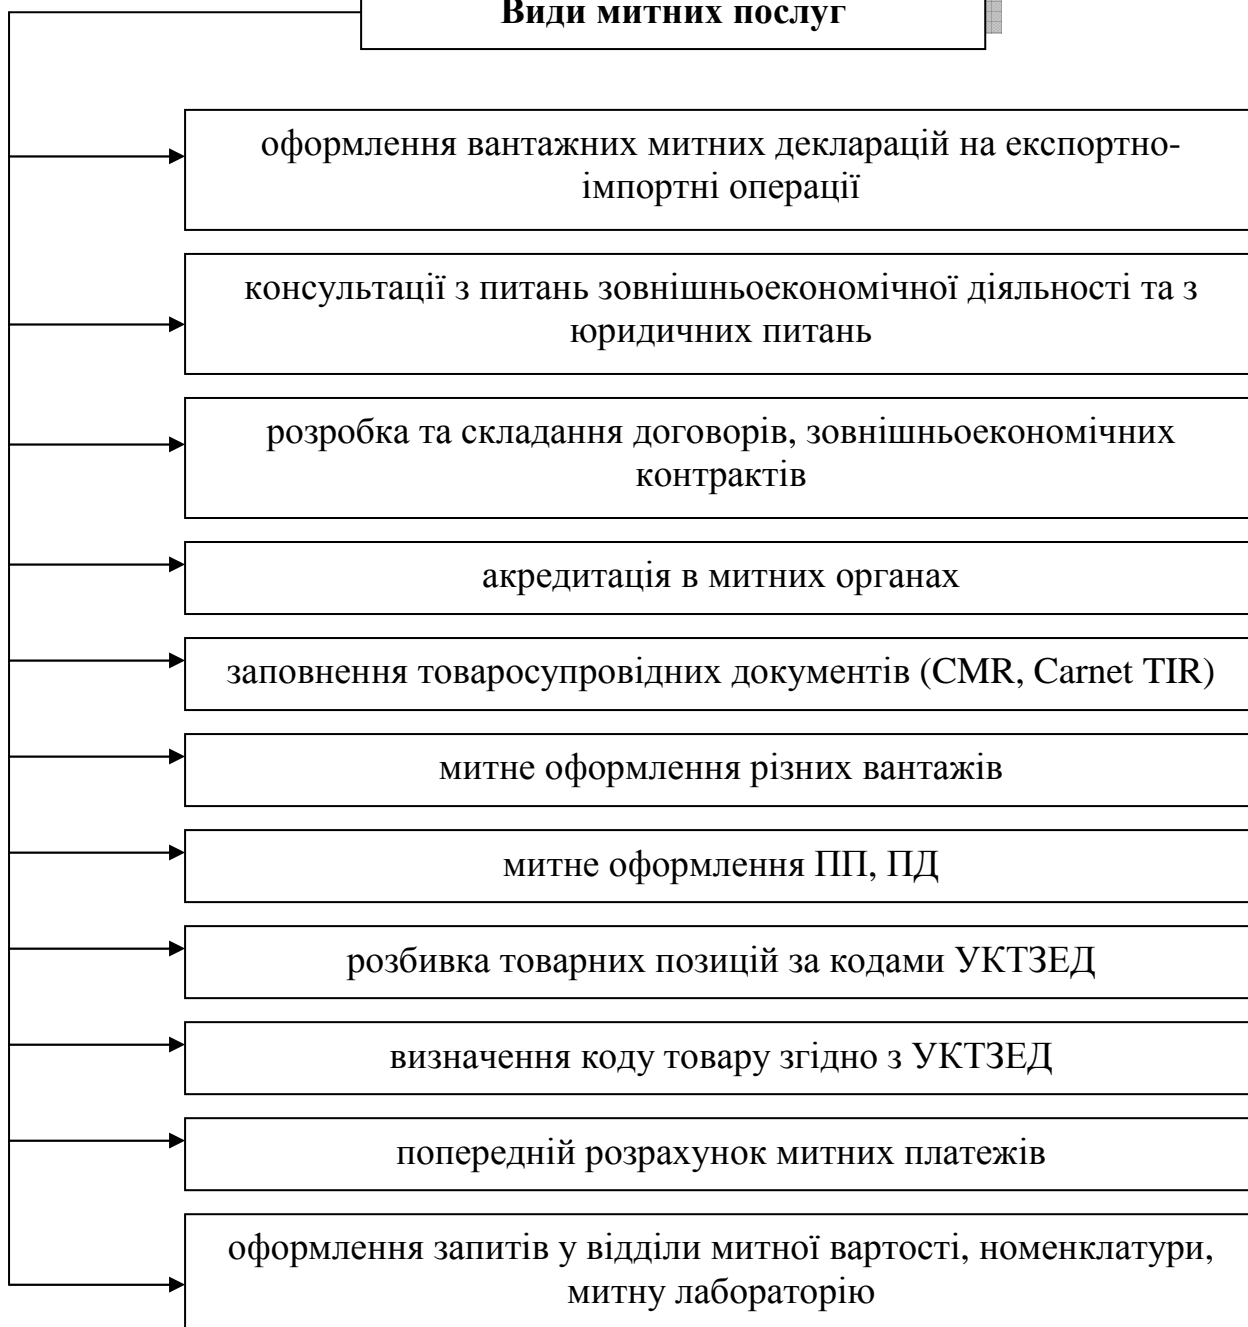 Види митних послуг
оформлення вантажних митних декларацій на експортно-
імпортні операції
консультації з питань зовнішньоекономічної діяльності та з
юридичних питань
розробка та складання договорів, зовнішньоекономічних
контрактів
акредитація в митних органах
заповнення товаросупровідних документів (CMR, Carnet TIR)
митне оформлення різних вантажів
митне оформлення ПП, ПД
розбивка товарних позицій за кодами УКТЗЕД
визначення коду товару згідно з УКТЗЕД
попередній розрахунок митних платежів
оформлення запитів у відділи митної вартості, номенклатури,
митну лабораторію